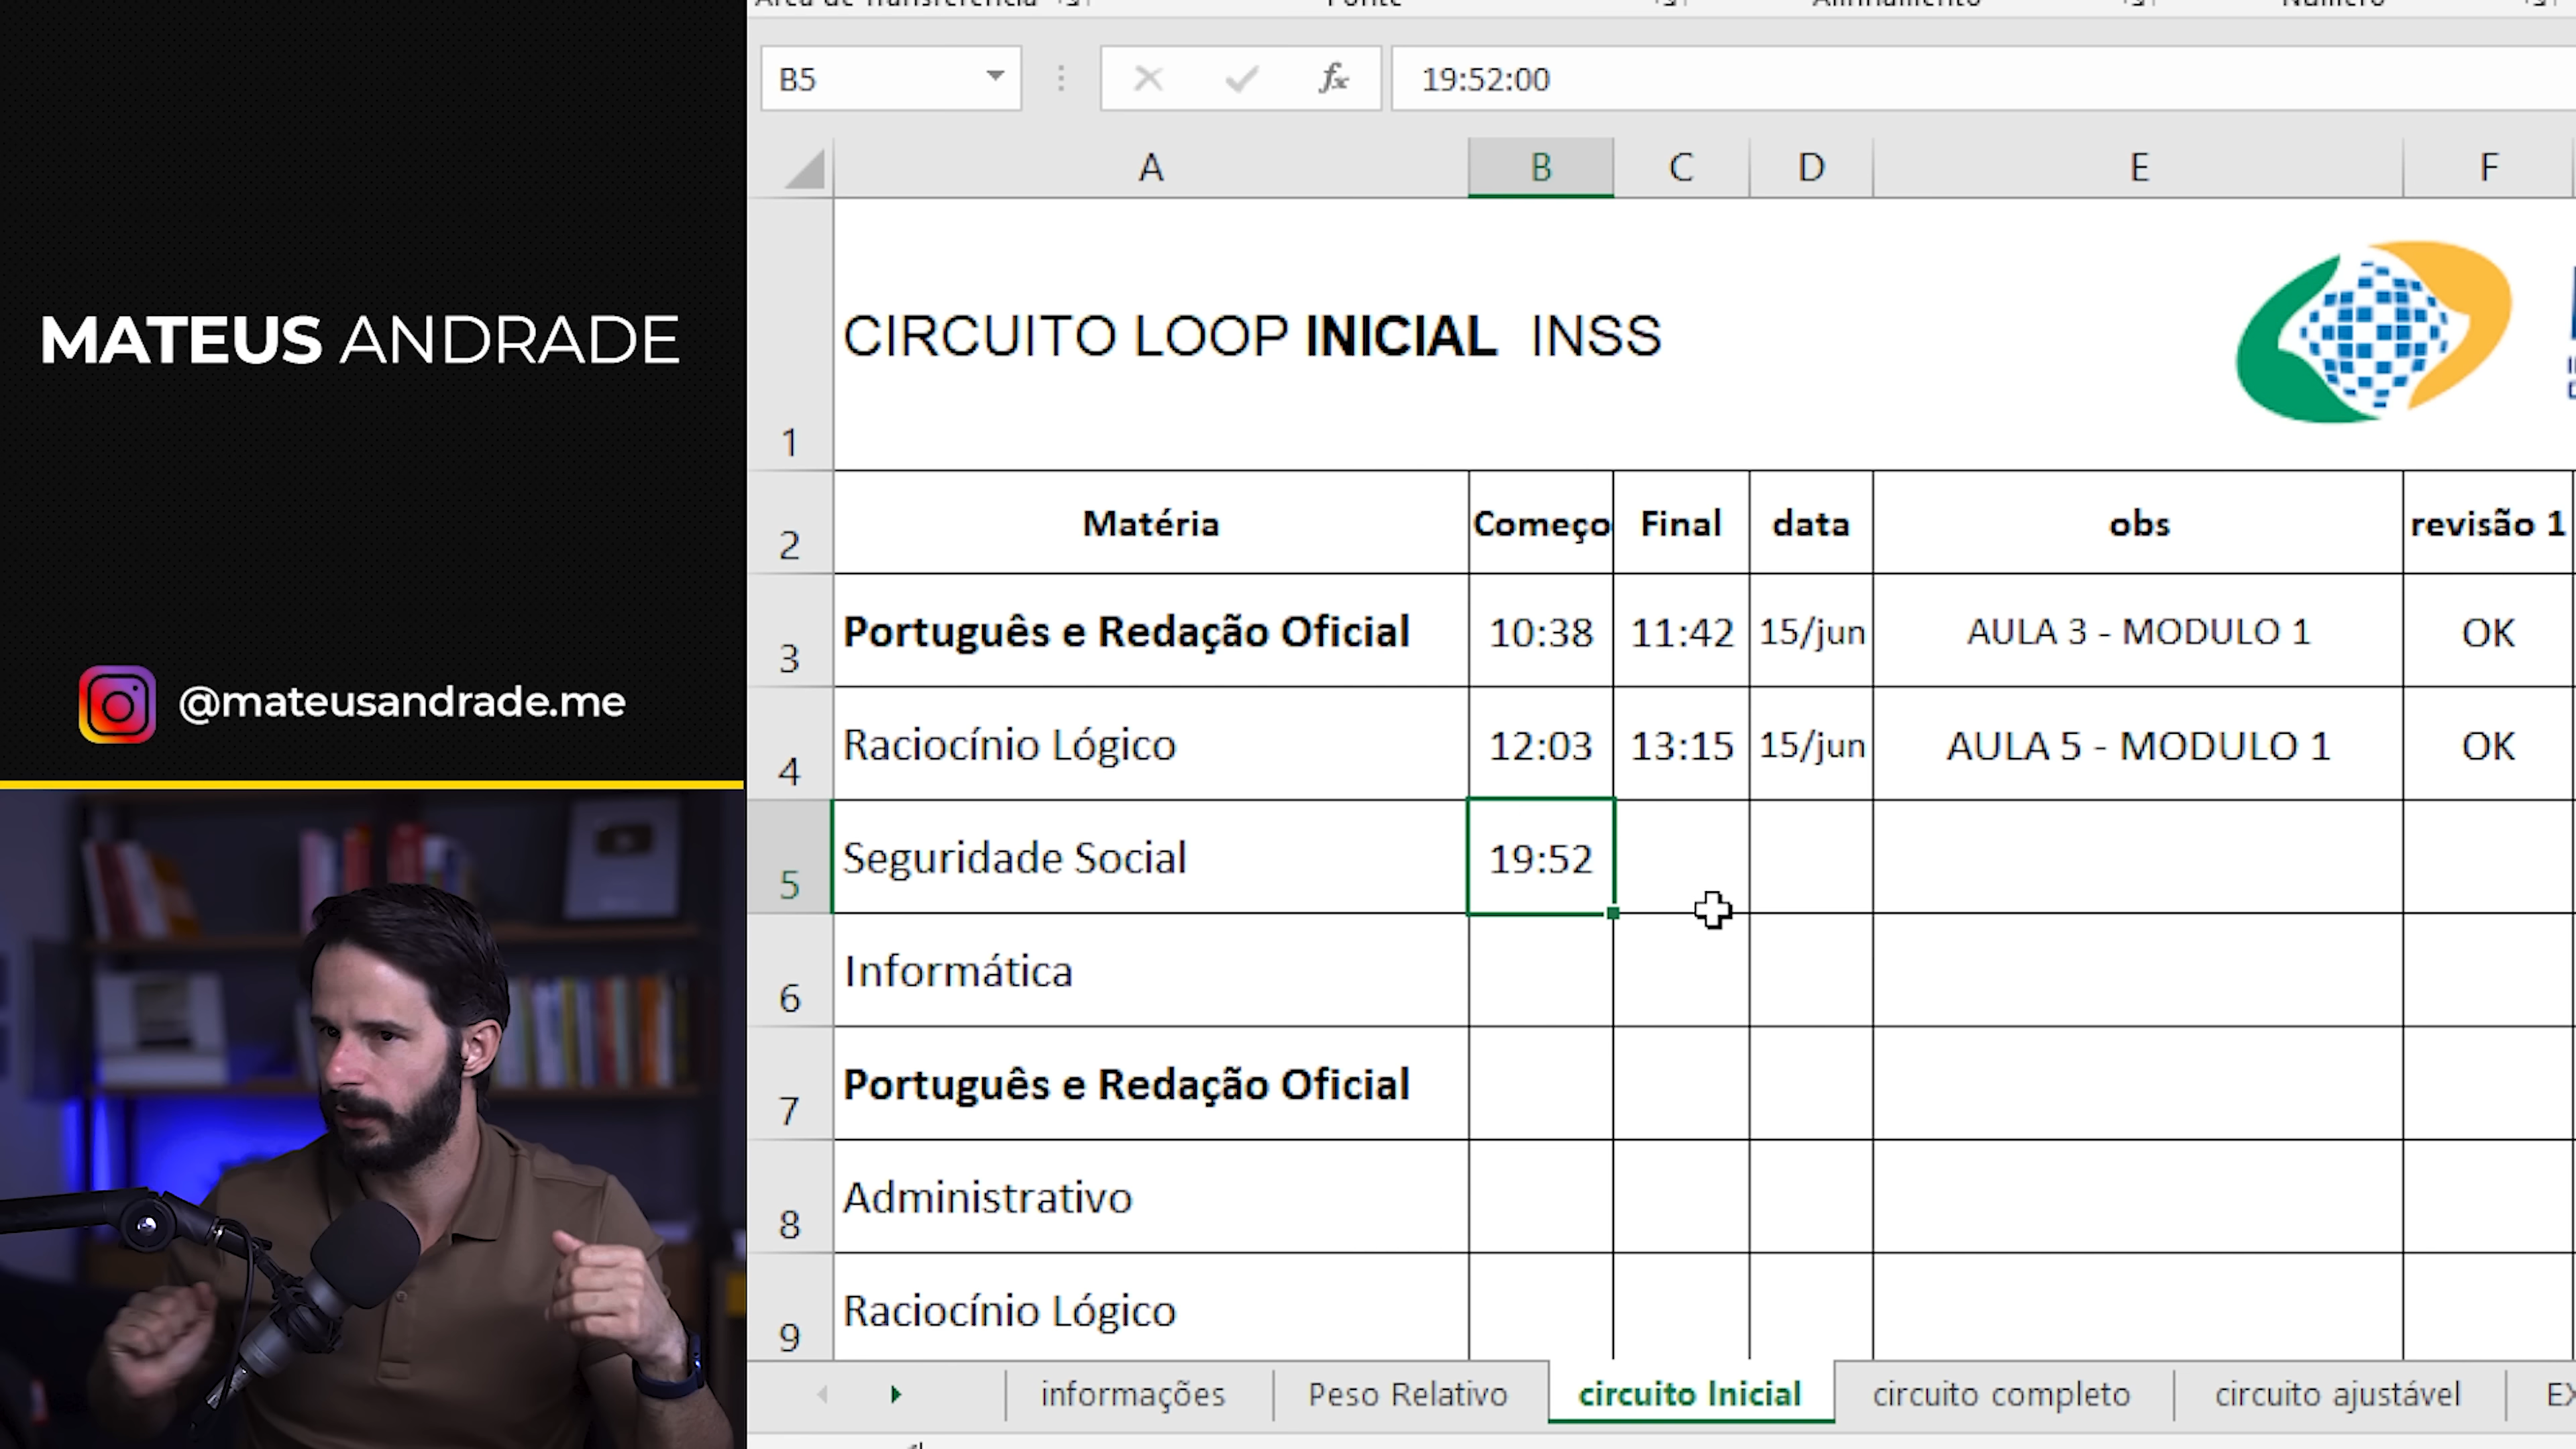 MATEUS ANDRADE
@mateusandrade.me
B5
fx
19:52:00
A B C D E F
1 CIRCUITO LOOP INICIAL INSS
2 Matéria Começo Final data obs revisão 1
3 Português e Redação Oficial 10:38 11:42 15/jun AULA 3 - MODULO 1 OK
4 Raciocínio Lógico 12:03 13:15 15/jun AULA 5 - MODULO 1 OK
5 Seguridade Social 19:52
6 Informática
7 Português e Redação Oficial
8 Administrativo
9 Raciocínio Lógico
informações Peso Relativo circuito Inicial circuito completo circuito ajustável